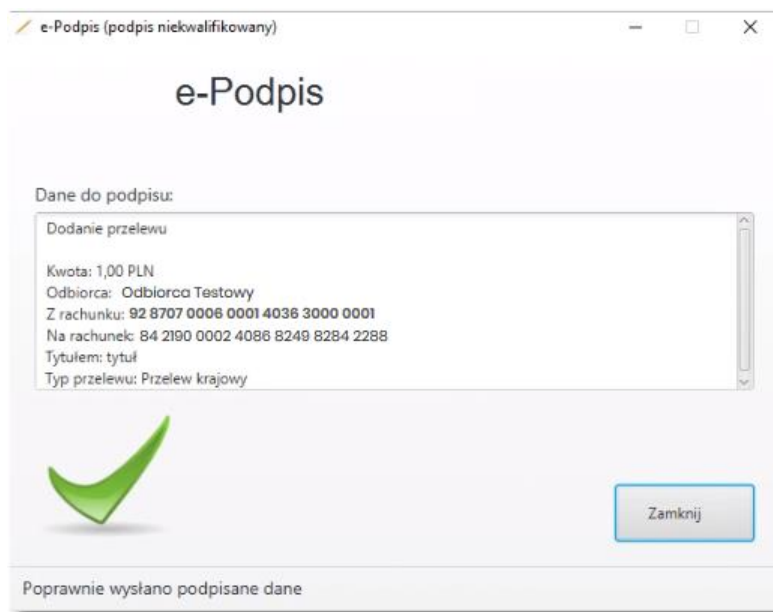 e-Podpis (podpis niekwalifikowany)
e-Podpis
Dane do podpisu:
Dodanie przelewu
Kwota: 1,00 PLN
Odbiorca: Odbiorca Testowy
Z rachunku: 92 8707 0006 0001 4036 3000 0001
Na rachunek: 84 2190 0002 4086 8249 8284 2288
Tytułem: tytuł
Typ przelewu: Przelew krajowy
Zamknij
Poprawnie wysłano podpisane dane